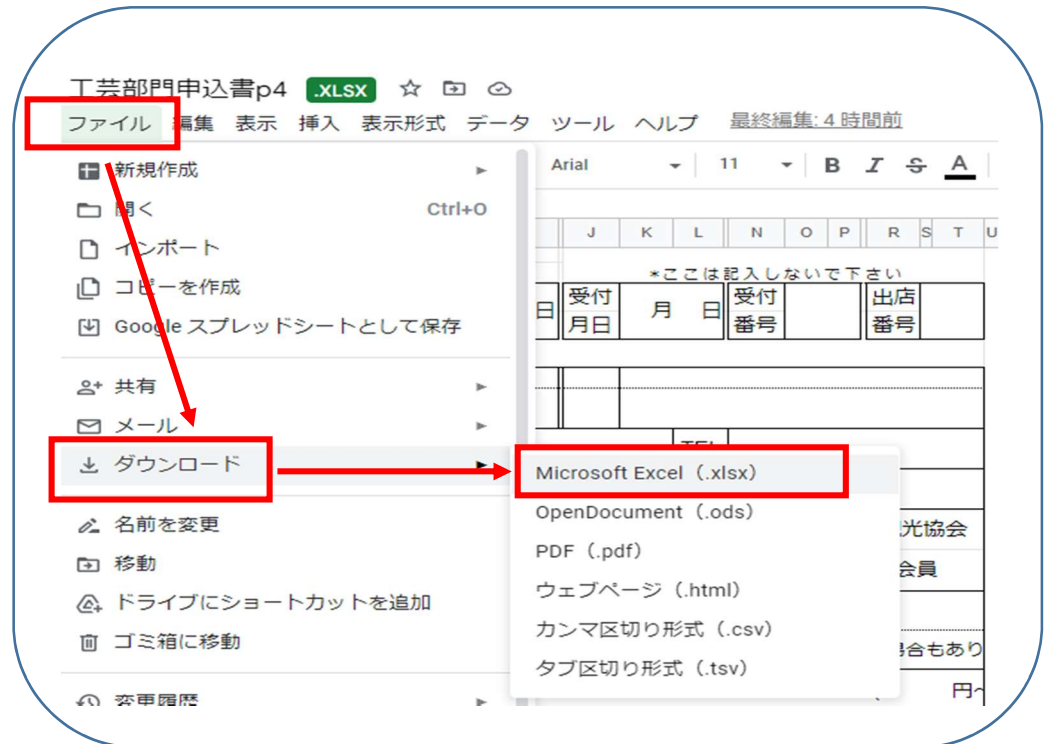 工芸部門申込書p4 .XLSX
ファイル 編集 表示 挿入 表示形式 データ ツール ヘルプ 最終編集: 4 時間前
Arial 11 B I S A
新規作成
開く Ctrl+O
インポート
コピーを作成
Google スプレッドシートとして保存
共有
メール
ダウンロード
名前を変更
移動
ドライブにショートカットを追加
ゴミ箱に移動
変更履歴
J K L N O P R S T U
*ここは記入しないで下さい
日 受付 月 日 受付 出店
月日 番号 番号
TEL
Microsoft Excel（.xlsx）
OpenDocument（.ods）
PDF（.pdf）
ウェブページ（.html）
カンマ区切り形式（.csv）
タブ区切り形式（.tsv）
光協会
会員
場合もあり
円~